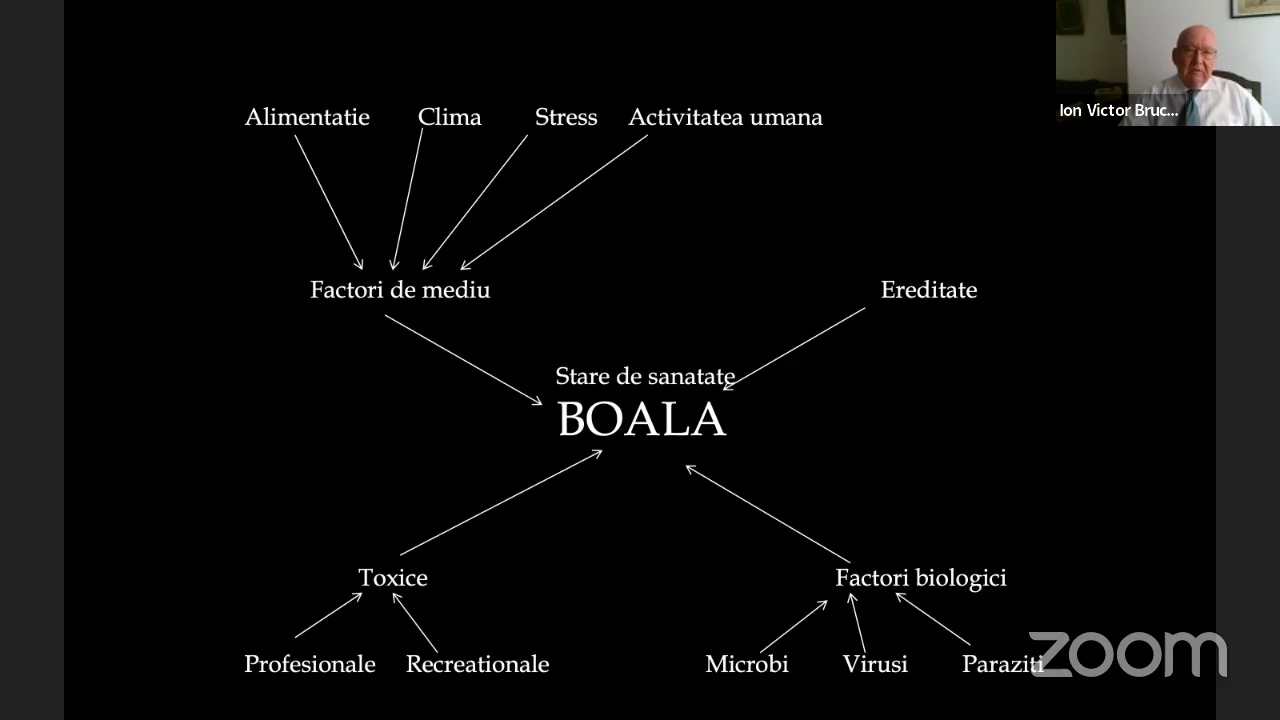 Alimentatie Clima Stress Activitatea umana
Ion Victor Bruc...
Factori de mediu Ereditate
Stare de sanatate
BOALA
Toxice Factori biologici
Profesionale Recreationale Microbi Virusi Paraziti
zoom